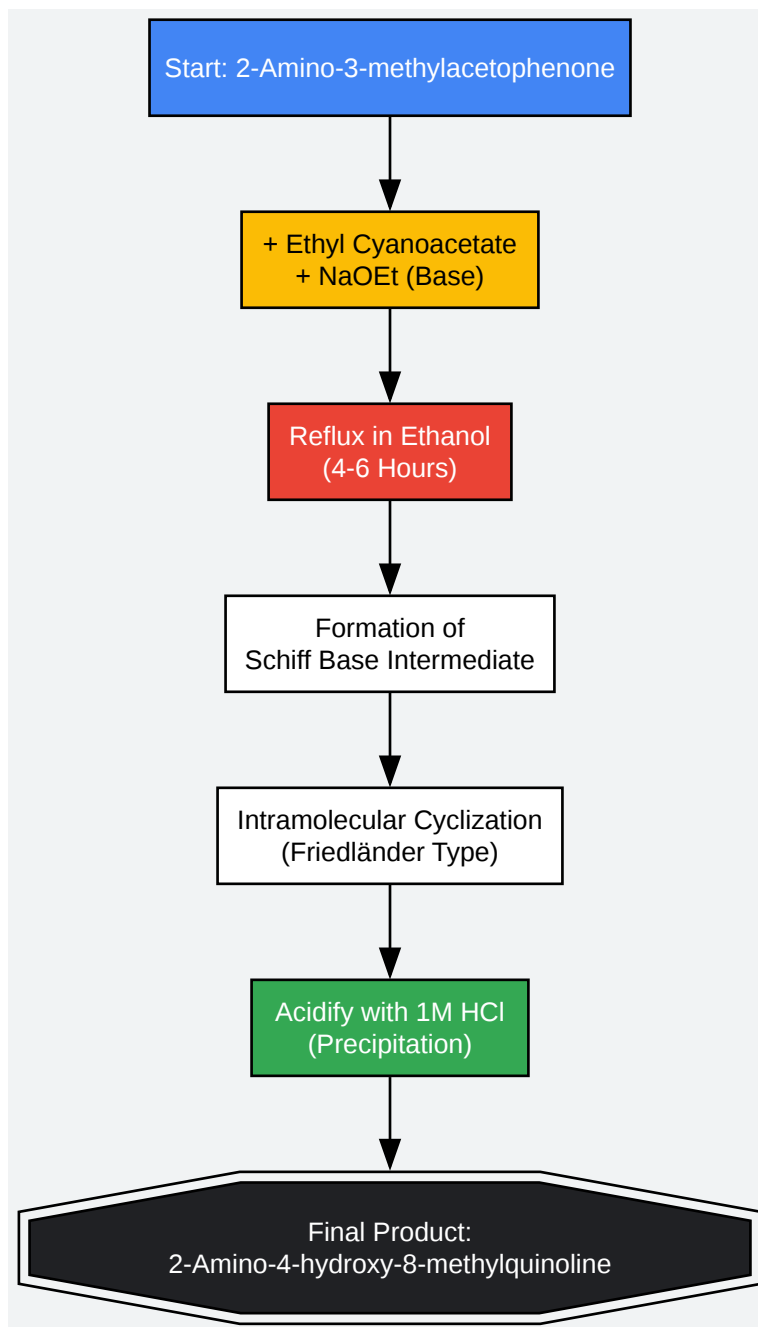 Start: 2-Amino-3-methylacetophenone
+ Ethyl Cyanoacetate
+ NaOEt (Base)
Reflux in Ethanol
(4-6 Hours)
Formation of
Schiff Base Intermediate
Intramolecular Cyclization
(Friedländer Type)
Acidify with 1M HCl
(Precipitation)
Final Product:
2-Amino-4-hydroxy-8-methylquinoline